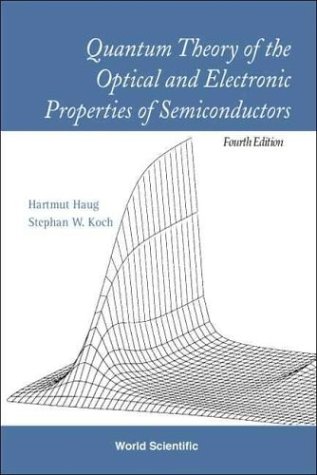 Quantum Theory of the
Optical and Electronic
Properties of Semiconductors
Fourth Edition
Hartmut Haug
Stephan W. Koch
World Scientific